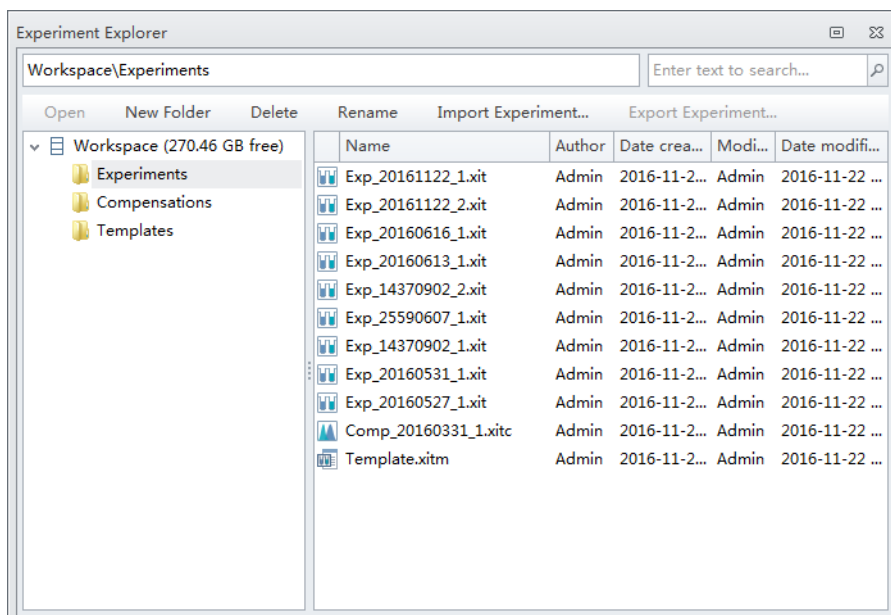 Experiment Explorer
Workspace\Experiments
Enter text to search...
Open New Folder Delete Rename Import Experiment... Export Experiment...
Workspace (270.46 GB free)
Experiments
Compensations
Templates
Name Author Date crea... Modi... Date modifi...
Exp_20161122_1.xit Admin 2016-11-2... Admin 2016-11-22 ...
Exp_20161122_2.xit Admin 2016-11-2... Admin 2016-11-22 ...
Exp_20160616_1.xit Admin 2016-11-2... Admin 2016-11-22 ...
Exp_20160613_1.xit Admin 2016-11-2... Admin 2016-11-22 ...
Exp_14370902_2.xit Admin 2016-11-2... Admin 2016-11-22 ...
Exp_25590607_1.xit Admin 2016-11-2... Admin 2016-11-22 ...
Exp_14370902_1.xit Admin 2016-11-2... Admin 2016-11-22 ...
Exp_20160531_1.xit Admin 2016-11-2... Admin 2016-11-22 ...
Exp_20160527_1.xit Admin 2016-11-2... Admin 2016-11-22 ...
Comp_20160331_1.xitc Admin 2016-11-2... Admin 2016-11-22 ...
Template.xitm Admin 2016-11-2... Admin 2016-11-22 ...